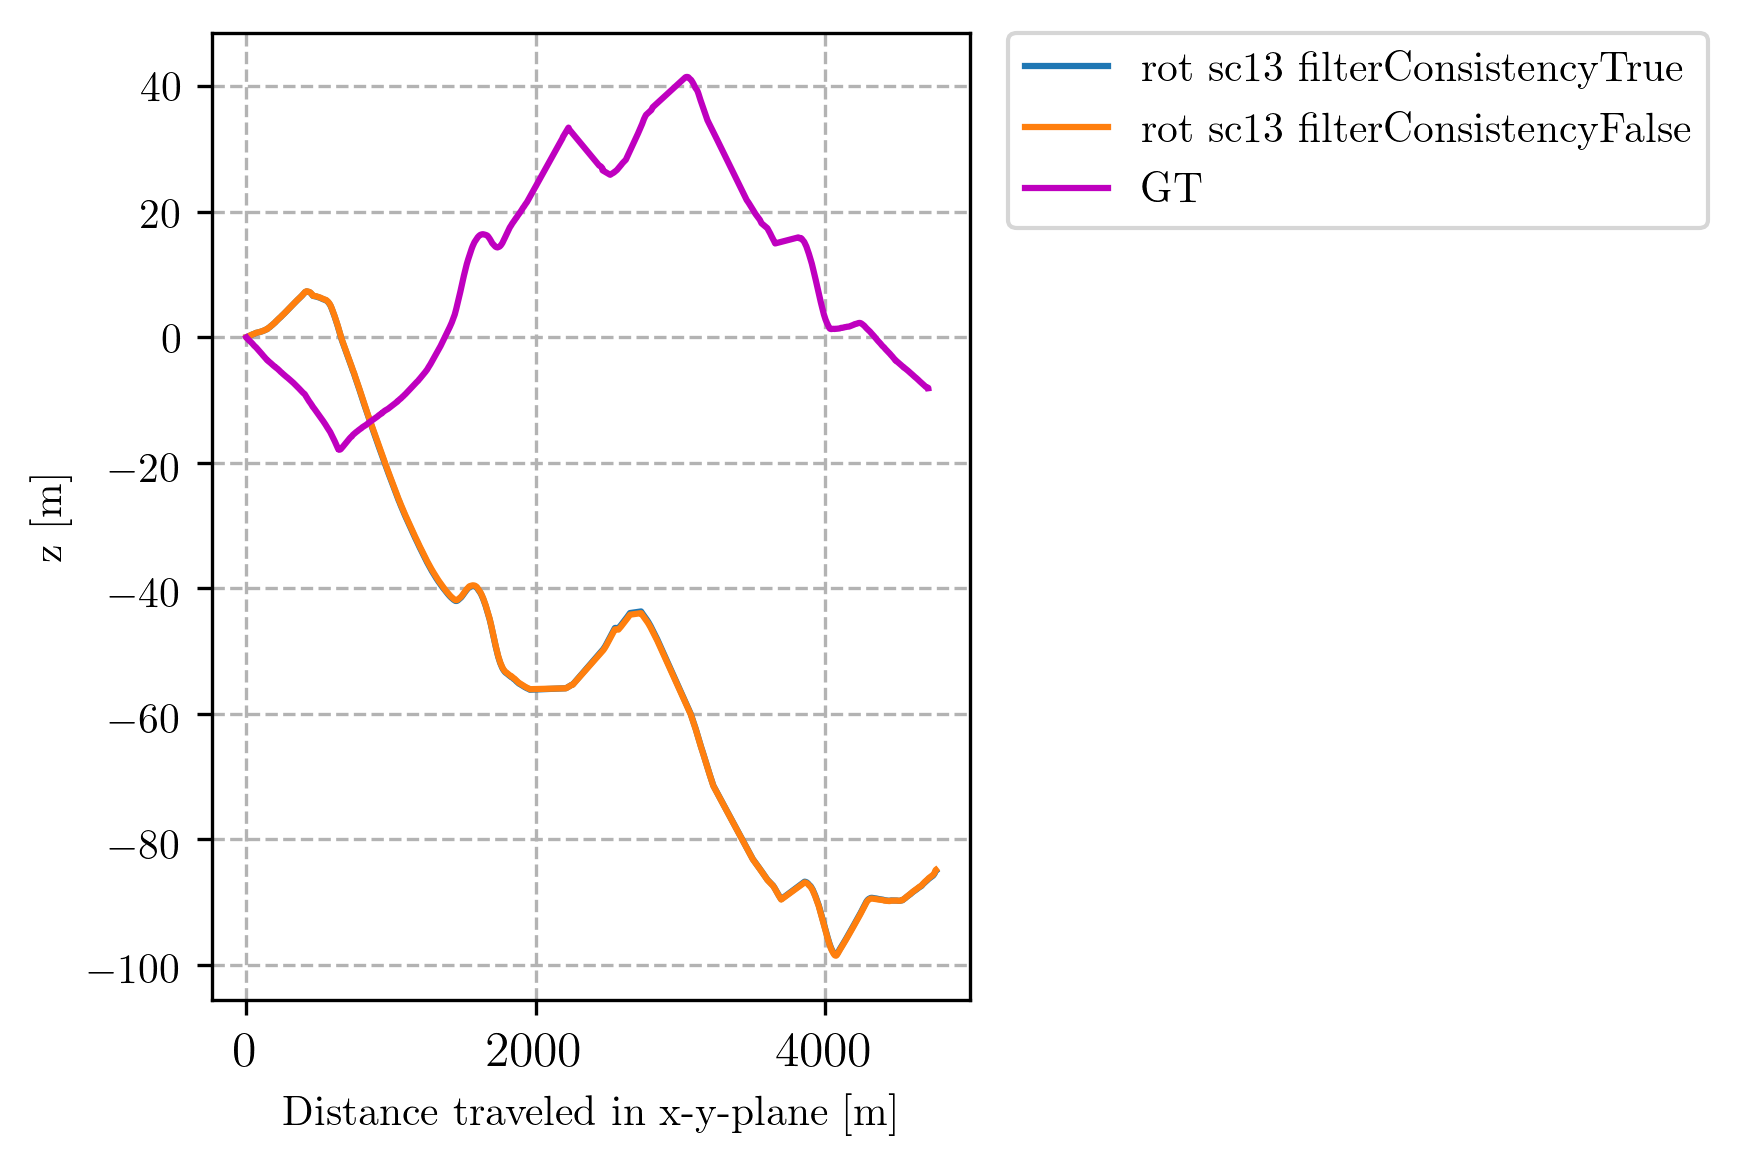 rot sc13 filterConsistencyTrue
rot sc13 filterConsistencyFalse
GT
40
20
0
−20
−40
−60
−80
−100
z [m]
0 2000 4000
Distance traveled in x-y-plane [m]